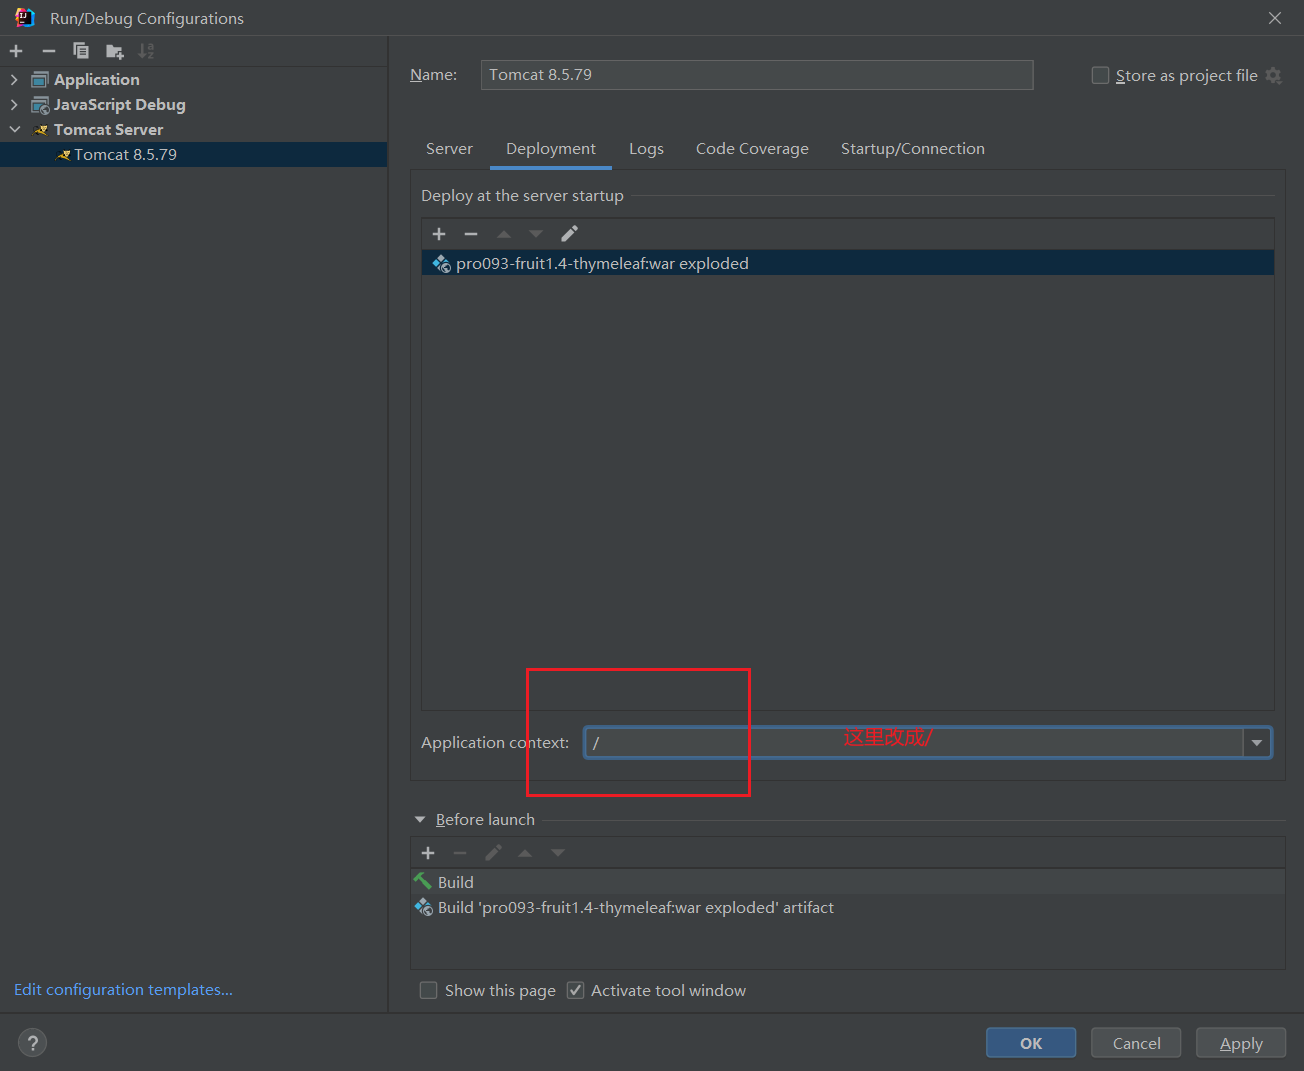 Run/Debug Configurations
Application
JavaScript Debug
Tomcat Server
Tomcat 8.5.79
Edit configuration templates...
Name: Tomcat 8.5.79 Store as project file
Server Deployment Logs Code Coverage Startup/Connection
Deploy at the server startup
pro093-fruit1.4-thymeleaf:war exploded
Application context: / 这里改成/
Before launch
Build
Build 'pro093-fruit1.4-thymeleaf:war exploded' artifact
Show this page Activate tool window
? OK Cancel Apply